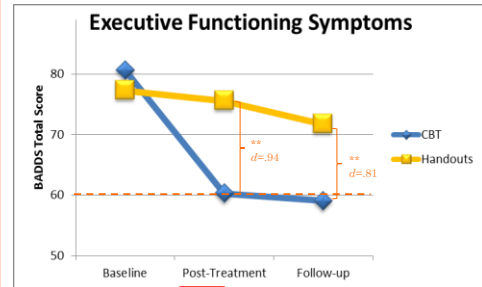 Executive Functioning Symptoms
BADDS Total Score
80
70
60
50
**
d=.94
**
d=.81
CBT
Handouts
Baseline
Post-Treatment
Follow-up